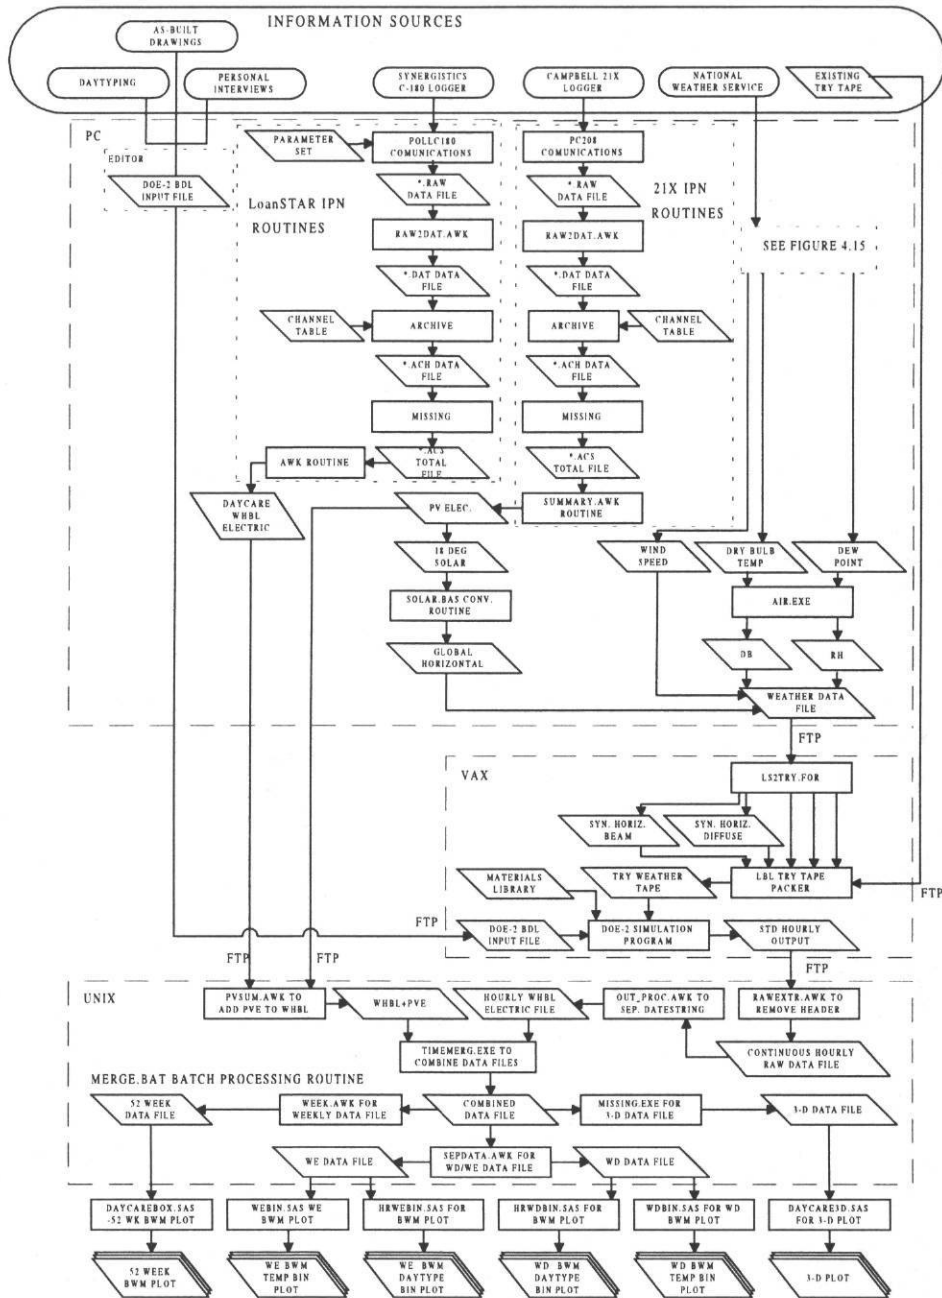 INFORMATION SOURCES
AS-BUILT
DRAWINGS
DAYTYPING
PERSONAL
INTERVIEWS
SYNERGISTICS
C-180 LOGGER
CAMPBELL 21X
LOGGER
NATIONAL
WEATHER SERVICE
EXISTING
TRY TAPE
PC
EDITOR
DOE-2 BDL
INPUT FILE
PARAMETER
SET
POLLC180
COMUNICATIONS
PC208
COMUNICATIONS
*.RAW
DATA FILE
*.RAW
DATA FILE
LoanSTAR IPN
ROUTINES
21X IPN
ROUTINES
RAW2DAT.AWK
RAW2DAT.AWK
SEE FIGURE 4.15
*.DAT DATA
FILE
*.DAT DATA
FILE
CHANNEL
TABLE
ARCHIVE
ARCHIVE
CHANNEL
TABLE
*.ACH DATA
FILE
*.ACH DATA
FILE
MISSING
MISSING
AWK ROUTINE
*.ACS
TOTAL
FILE
*.ACS
TOTAL FILE
DAYCARE
WHBL
ELECTRIC
PV ELEC.
SUMMARY.AWK
ROUTINE
18 DEG
SOLAR
WIND
SPEED
DRY BULB
TEMP
DEW
POINT
SOLAR.BAS CONV.
ROUTINE
AIR.EXE
GLOBAL
HORIZONTAL
DB
RH
WEATHER DATA
FILE
FTP
VAX
LS2TRY.FOR
SYN. HORIZ.
BEAM
SYN. HORIZ.
DIFFUSE
MATERIALS
LIBRARY
TRY WEATHER
TAPE
LBL TRY TAPE
PACKER
FTP
FTP
DOE-2 BDL
INPUT FILE
DOE-2 SIMULATION
PROGRAM
STD HOURLY
OUTPUT
FTP
FTP
FTP
UNIX
PVSUM.AWK TO
ADD PVE TO WHBL
WHBL+PVE
HOURLY WHBL
ELECTRIC FILE
OUT_PROC.AWK TO
SEP. DATESTRING
RAWEXTR.AWK TO
REMOVE HEADER
TIMEMERG.EXE TO
COMBINE DATA FILES
CONTINUOUS HOURLY
RAW DATA FILE
MERGE.BAT BATCH PROCESSING ROUTINE
52 WEEK
DATA FILE
WEEK.AWK FOR
WEEKLY DATA FILE
COMBINED
DATA FILE
MISSING.EXE FOR
3-D DATA FILE
3-D DATA FILE
WE DATA FILE
SEPDATA.AWK FOR
WD/WE DATA FILE
WD DATA FILE
DAYCAREBOX.SAS
-52 WK BWM PLOT
WEBIN.SAS WE
BWM PLOT
HRWEBIN.SAS FOR
BWM PLOT
HRWDBIN.SAS FOR
BWM PLOT
WDBIN.SAS FOR WD
BWM PLOT
DAYCARE3D.SAS
FOR 3-D PLOT
52 WEEK
BWM PLOT
WE BWM
TEMP BIN
PLOT
WE BWM
DAYTYPE
BIN PLOT
WD BWM
DAYTYPE
BIN PLOT
WD BWM
TEMP BIN
PLOT
3-D PLOT